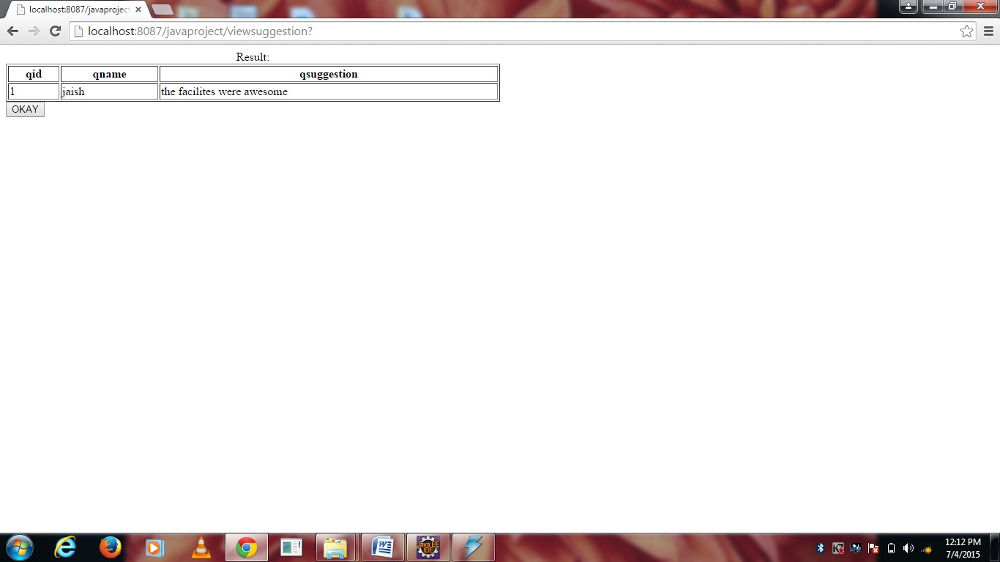 localhost:8087/javaproject
localhost:8087/javaproject/viewsuggestion?
Result:
qid qname qsuggestion
1 jaish the facilites were awesome
OKAY
Java EE
IDE
12:12 PM
7/4/2015